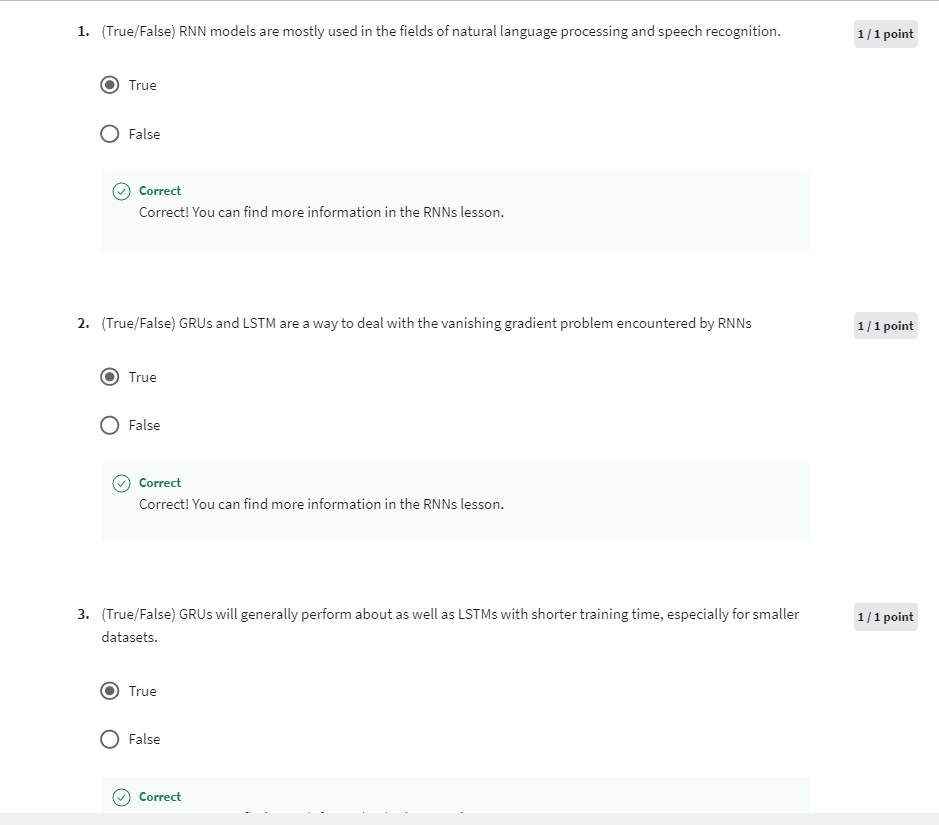 1. (True/False) RNN models are mostly used in the fields of natural language processing and speech recognition.
1 / 1 point
True
False
Correct
Correct! You can find more information in the RNNs lesson.
2. (True/False) GRUs and LSTM are a way to deal with the vanishing gradient problem encountered by RNNs
1 / 1 point
True
False
Correct
Correct! You can find more information in the RNNs lesson.
3. (True/False) GRUs will generally perform about as well as LSTMs with shorter training time, especially for smaller
datasets.
1 / 1 point
True
False
Correct